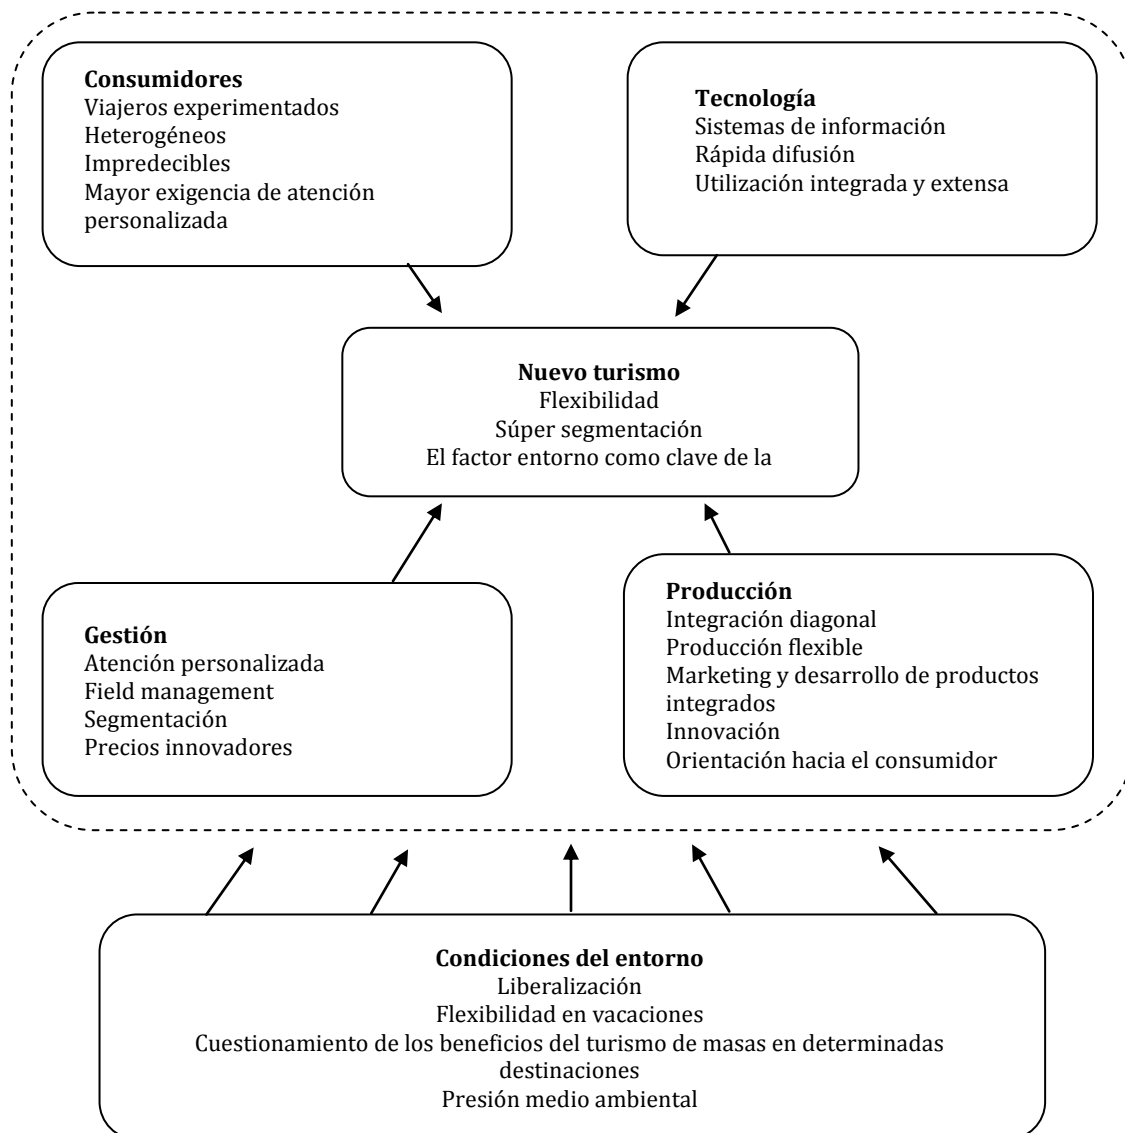 Consumidores
Viajeros experimentados
Heterogéneos
Impredecibles
Mayor exigencia de atención
personalizada
Tecnología
Sistemas de información
Rápida difusión
Utilización integrada y extensa
Nuevo turismo
Flexibilidad
Súper segmentación
El factor entorno como clave de la
Gestión
Atención personalizada
Field management
Segmentación
Precios innovadores
Producción
Integración diagonal
Producción flexible
Marketing y desarrollo de productos
integrados
Innovación
Orientación hacia el consumidor
Condiciones del entorno
Liberalización
Flexibilidad en vacaciones
Cuestionamiento de los beneficios del turismo de masas en determinadas
destinaciones
Presión medio ambiental